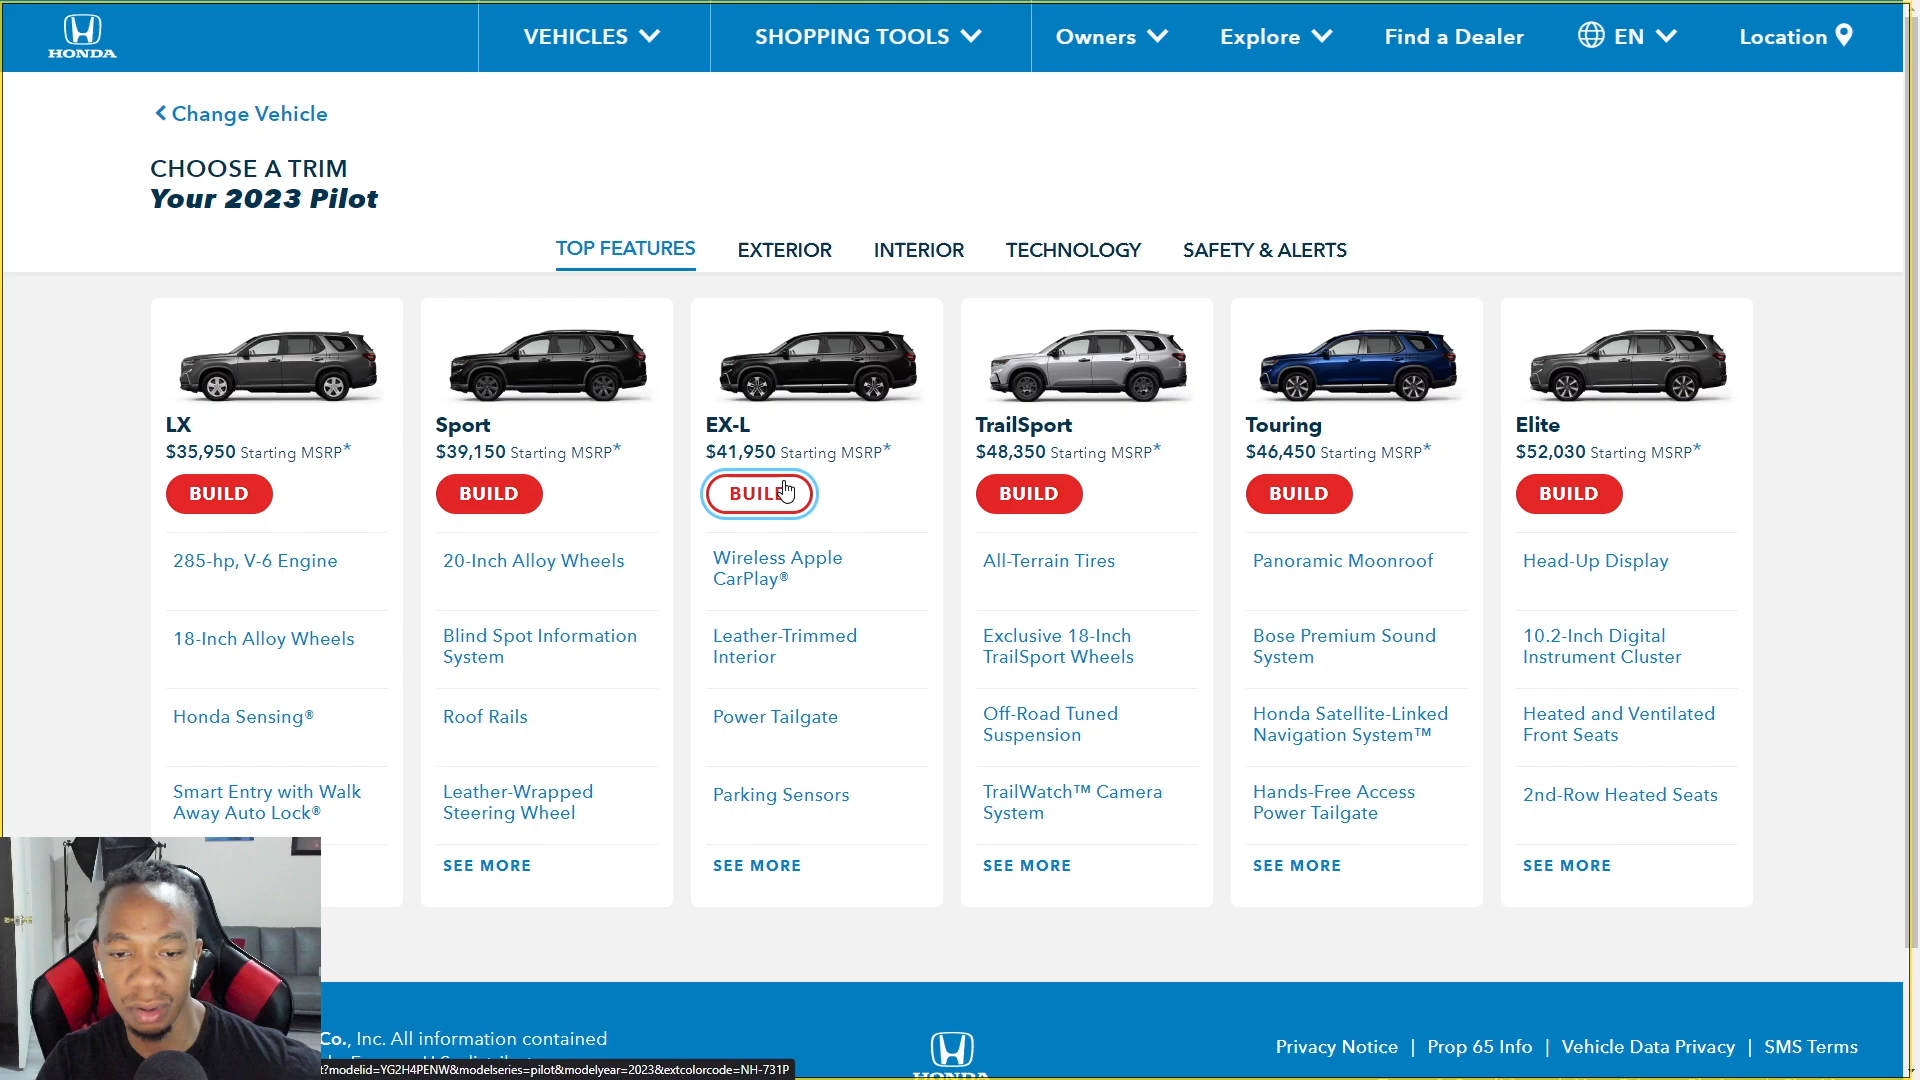 HONDA
VEHICLES
SHOPPING TOOLS
Owners
Explore
Find a Dealer
EN
Location
Change Vehicle
CHOOSE A TRIM
Your 2023 Pilot
TOP FEATURES
EXTERIOR
INTERIOR
TECHNOLOGY
SAFETY & ALERTS
LX
$35,950 Starting MSRP*
BUILD
285-hp, V-6 Engine
18-Inch Alloy Wheels
Honda Sensing®
Smart Entry with Walk
Away Auto Lock®
Sport
$39,150 Starting MSRP*
BUILD
20-Inch Alloy Wheels
Blind Spot Information
System
Roof Rails
Leather-Wrapped
Steering Wheel
SEE MORE
EX-L
$41,950 Starting MSRP*
BUILD
Wireless Apple
CarPlay®
Leather-Trimmed
Interior
Power Tailgate
Parking Sensors
SEE MORE
TrailSport
$48,350 Starting MSRP*
BUILD
All-Terrain Tires
Exclusive 18-Inch
TrailSport Wheels
Off-Road Tuned
Suspension
TrailWatch™ Camera
System
SEE MORE
Touring
$46,450 Starting MSRP*
BUILD
Panoramic Moonroof
Bose Premium Sound
System
Honda Satellite-Linked
Navigation System™
Hands-Free Access
Power Tailgate
SEE MORE
Elite
$52,030 Starting MSRP*
BUILD
Head-Up Display
10.2-Inch Digital
Instrument Cluster
Heated and Ventilated
Front Seats
2nd-Row Heated Seats
SEE MORE
Co., Inc. All information contained
?modelid=YG2H4PENW&modelseries=pilot&modelyear=2023&extcolorcode=NH-731P
HONDA
Privacy Notice | Prop 65 Info | Vehicle Data Privacy | SMS Terms